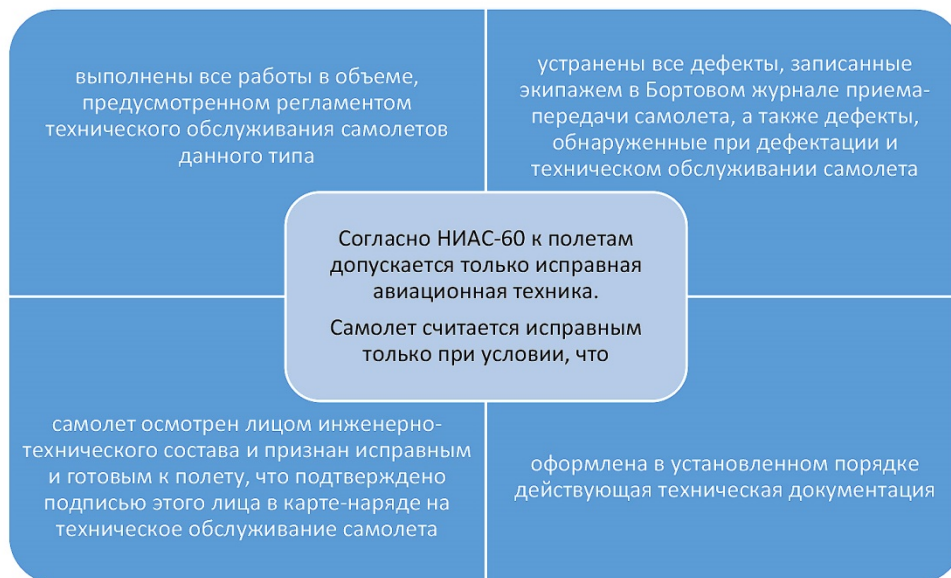 выполнены все работы в объеме,
предусмотренном регламентом
технического обслуживания самолетов
данного типа
устранены все дефекты, записанные
экипажем в Бортовом журнале приема-
передачи самолета, а также дефекты,
обнаруженные при дефектации и
техническом обслуживании самолета
Согласно НИАС-60 к полетам
допускается только исправная
авиационная техника.
Самолет считается исправным
только при условии, что
самолет осмотрен лицом инженерно-
технического состава и признан исправным
и готовым к полету, что подтверждено
подписью этого лица в карте-наряде на
техническое обслуживание самолета
оформлена в установленном порядке
действующая техническая документация